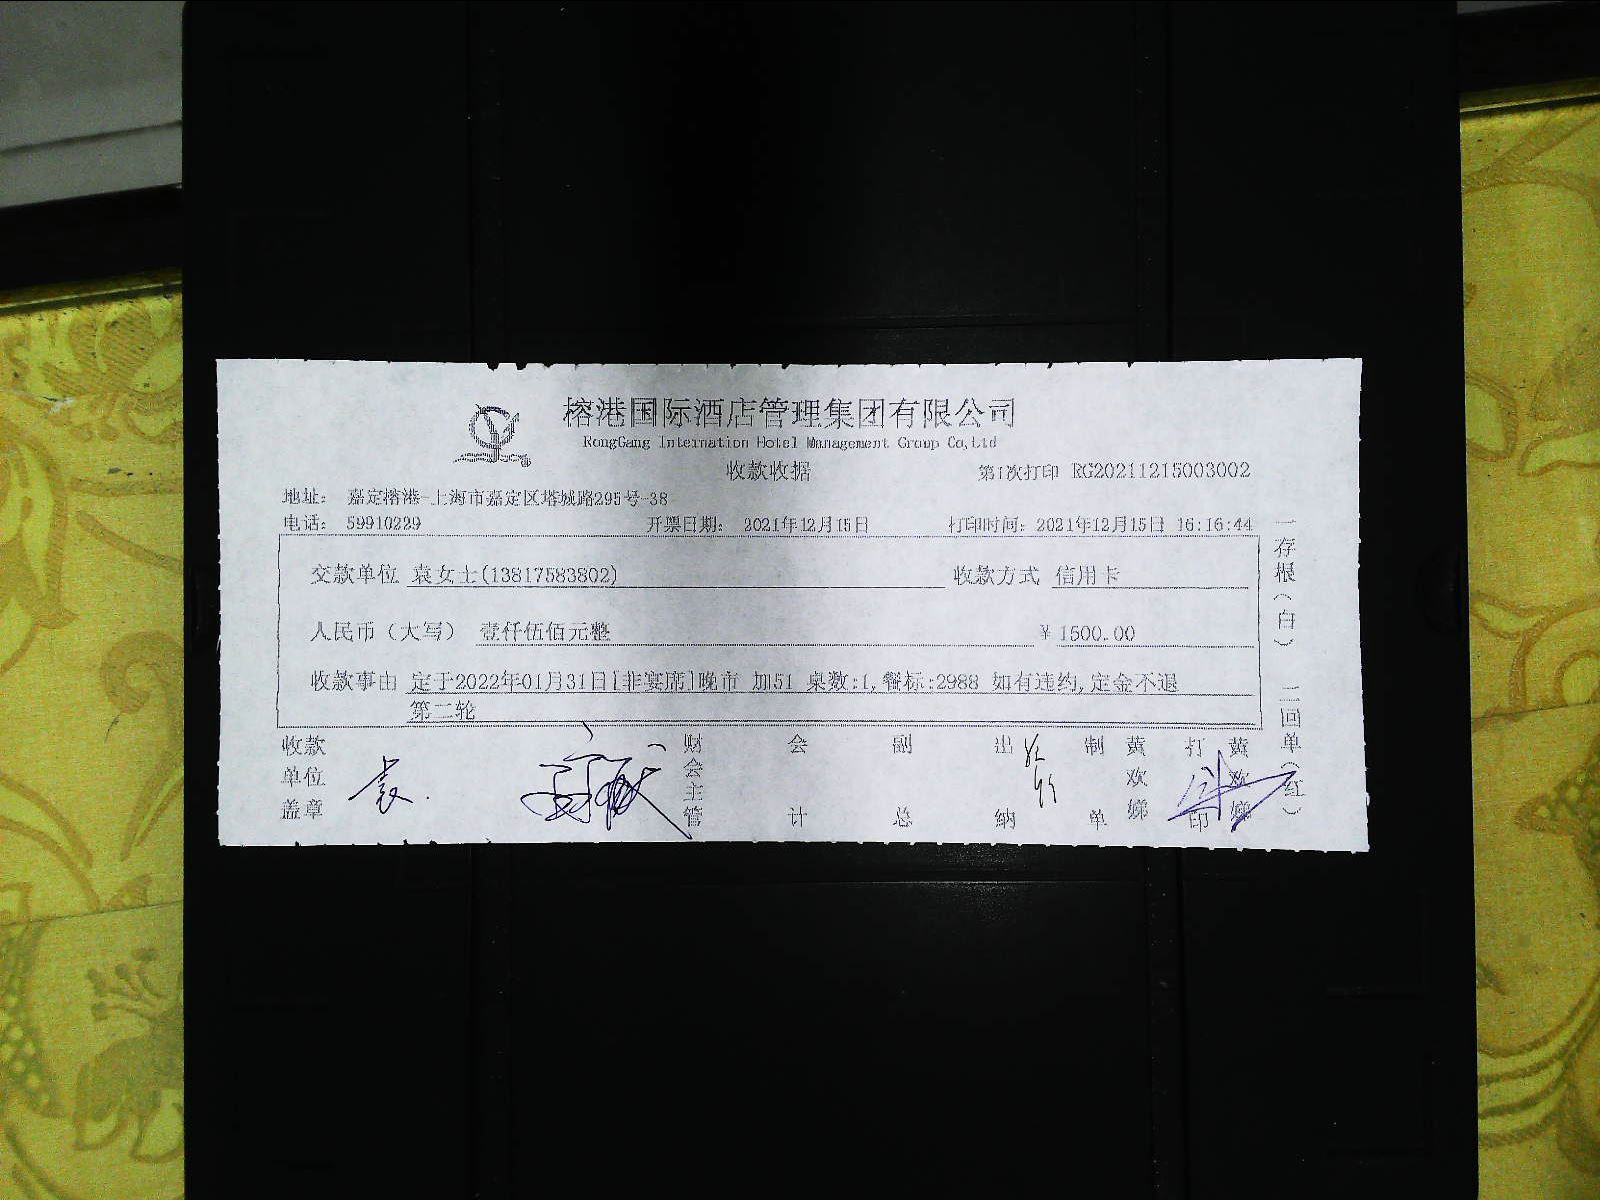 榕港国际酒店管理集团有限公司
RongGang Internation Hotel Management Group Co,Ltd
收款收据
第1次打印 RG20211215003002
地址： 嘉定榕港-上海市嘉定区塔城路295号-38
电话： 59910229 开票日期： 2021年12月15日 打印时间：2021年12月15日 16:16:44
交款单位 袁女士(13817583802) 收款方式 信用卡
人民币（大写） 壹仟伍佰元整 ¥ 1500.00
收款事由 定于2022年01月31日[非宴席]晚市 加51 桌数:1,餐标:2988 如有违约,定金不退
第二轮
收款单位盖章 袁. 财会主管 会计 副总 出纳 制单 黄欢娣 打印 黄欢娣
一存根（白） 二回单（红）